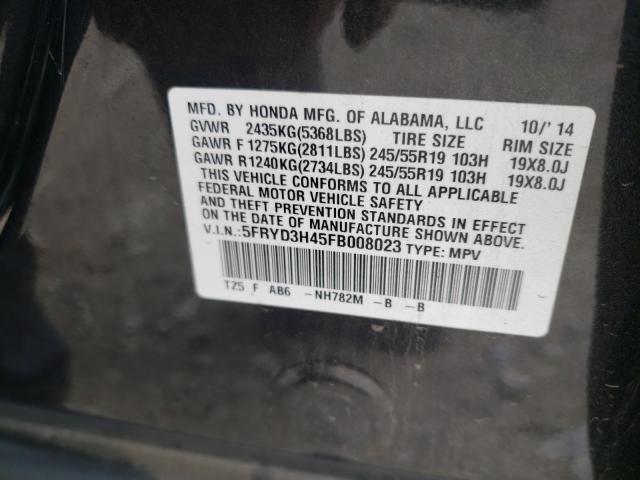 MFD. BY HONDA MFG. OF ALABAMA, LLC 10/' 14
GVWR 2435KG(5368LBS) TIRE SIZE RIM SIZE
GAWR F 1275KG(2811LBS) 245/55R19 103H 19X8.0J
GAWR R1240KG(2734LBS) 245/55R19 103H 19X8.0J
THIS VEHICLE CONFORMS TO ALL APPLICABLE
FEDERAL MOTOR VEHICLE SAFETY
AND THEFT PREVENTION STANDARDS IN EFFECT
ON THE DATE OF MANUFACTURE SHOWN ABOVE.
V.I.N.:5FRYD3H45FB008023 TYPE: MPV
TZ5 F AB6 -NH782M -B -B